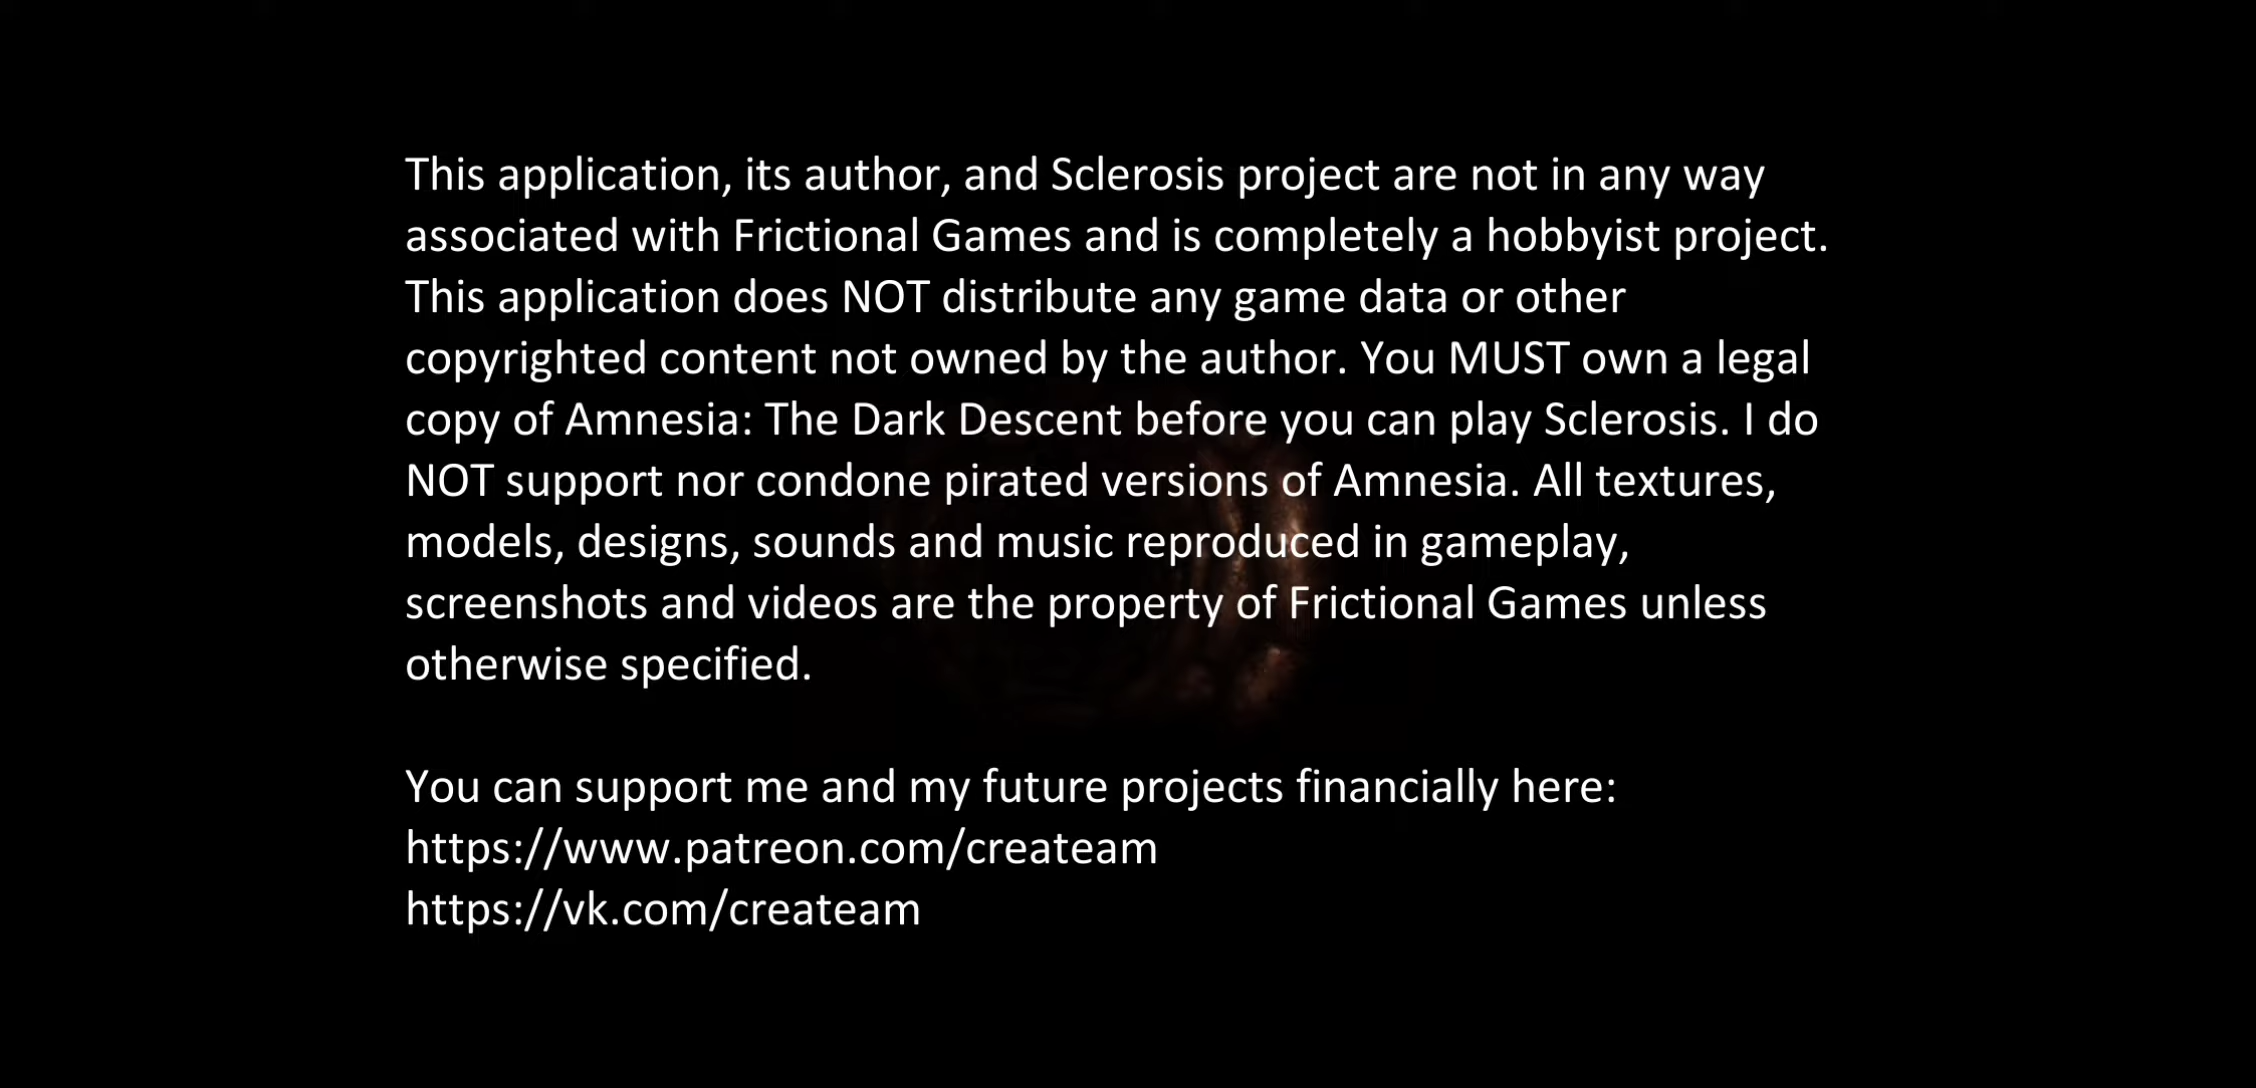 This application, its author, and Sclerosis project are not in any way
associated with Frictional Games and is completely a hobbyist project.
This application does NOT distribute any game data or other
copyrighted content not owned by the author. You MUST own a legal
copy of Amnesia: The Dark Descent before you can play Sclerosis. I do
NOT support nor condone pirated versions of Amnesia. All textures,
models, designs, sounds and music reproduced in gameplay,
screenshots and videos are the property of Frictional Games unless
otherwise specified.
You can support me and my future projects financially here:
https://www.patreon.com/createam
https://vk.com/createam